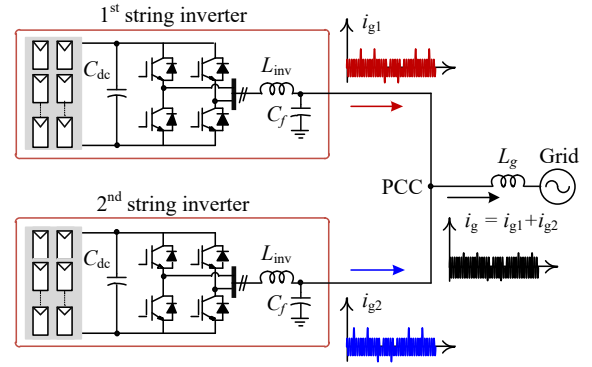 1st string inverter
Cdc
Linv
Cf
ig1
PCC
Lg
Grid
ig = ig1+ig2
2nd string inverter
Cdc
Linv
Cf
ig2